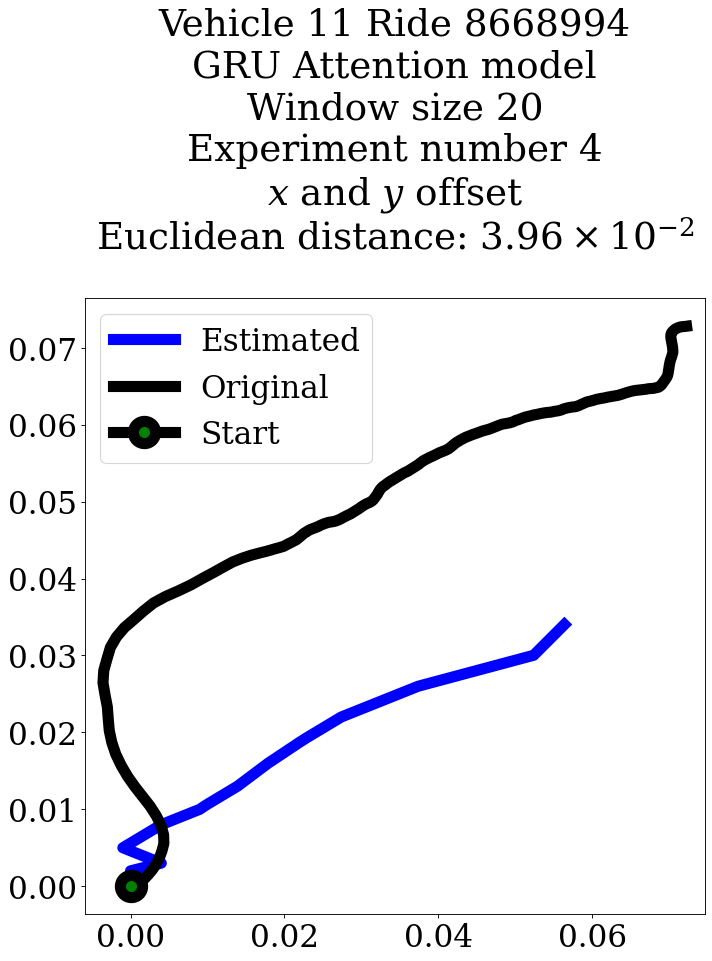 Vehicle 11 Ride 8668994
GRU Attention model
Window size 20
Experiment number 4
x and y offset
Euclidean distance: 3.96 × 10⁻²
Estimated
Original
Start
0.07
0.06
0.05
0.04
0.03
0.02
0.01
0.00
0.00 0.02 0.04 0.06